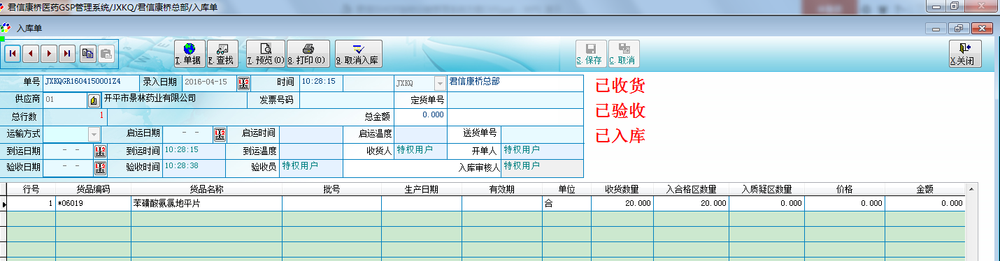 君信康桥医药GSP管理系统/JXKQ/君信康桥总部/入库单
入库单
T. 单据 F. 查找 7. 预览(O) 8. 打印(O) 9. 取消入库 S. 保存 C. 取消 X.关闭
单号 JXKQGR1604150001Z4 录入日期 2016-04-15 时间 10:28:15 JXKQ 君信康桥总部
供应商 01 开平市景林药业有限公司 发票号码 定货单号
总行数 1 总金额 0.000
运输方式 启运日期 - - 启运时间 启运温度 送货单号
到运日期 - - 到运时间 10:28:15 到运温度 收货人 特权用户 开单人 特权用户
验收日期 - - 验收时间 10:28:38 验收员 特权用户 入库审核人 特权用户
已收货
已验收
已入库
行号 货品编码 货品名称 批号 生产日期 有效期 单位 收货数量 入合格区数量 入质疑区数量 价格 金额
1 *06019 苯磺酸氨氯地平片 合 20.000 20.000 0.000 0.000 0.000